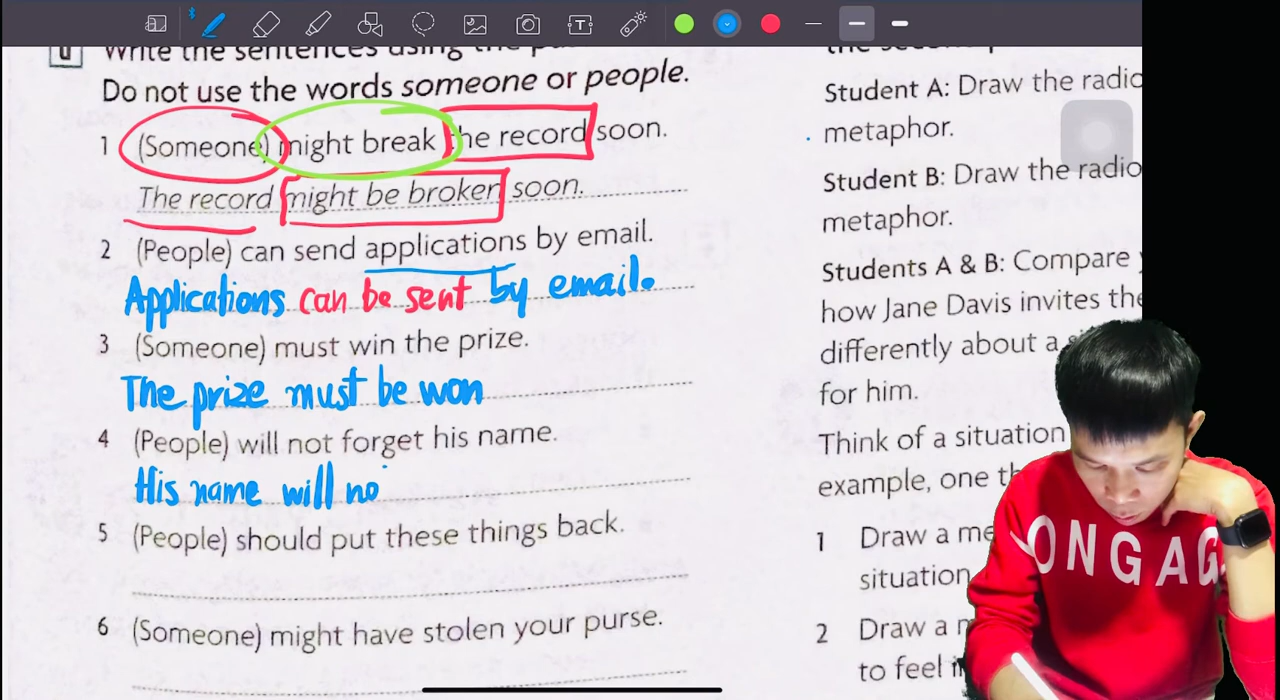 Write the sentences using the
Do not use the words someone or people.
1 (Someone) might break the record soon.
The record might be broken soon.
2 (People) can send applications by email.
Applications can be sent by email.
3 (Someone) must win the prize.
The prize must be won
4 (People) will not forget his name.
His name will no
5 (People) should put these things back.
6 (Someone) might have stolen your purse.
Student A: Draw the radio
metaphor.
Student B: Draw the radio
metaphor.
Students A & B: Compare
how Jane Davis invites the
differently about a
for him.
Think of a situation
example, one
1 Draw a me
situation
2 Draw a m
to feel
ONGAG